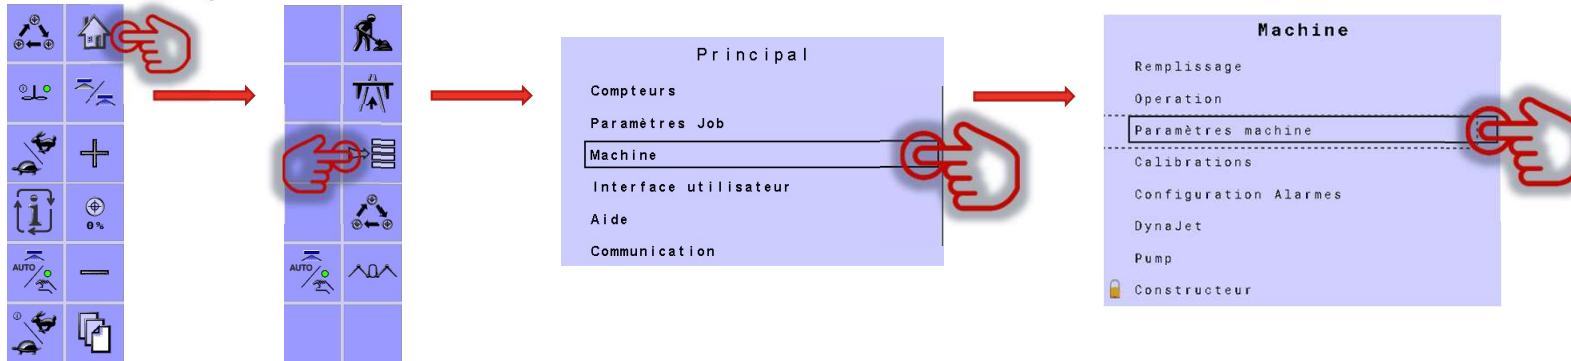 0%
AUTO
AUTO
Principal
Compteurs
Paramètres Job
Machine
Interface utilisateur
Aide
Communication
Machine
Remplissage
Operation
Paramètres machine
Calibrations
Configuration Alarmes
DynaJet
Pump
Constructeur